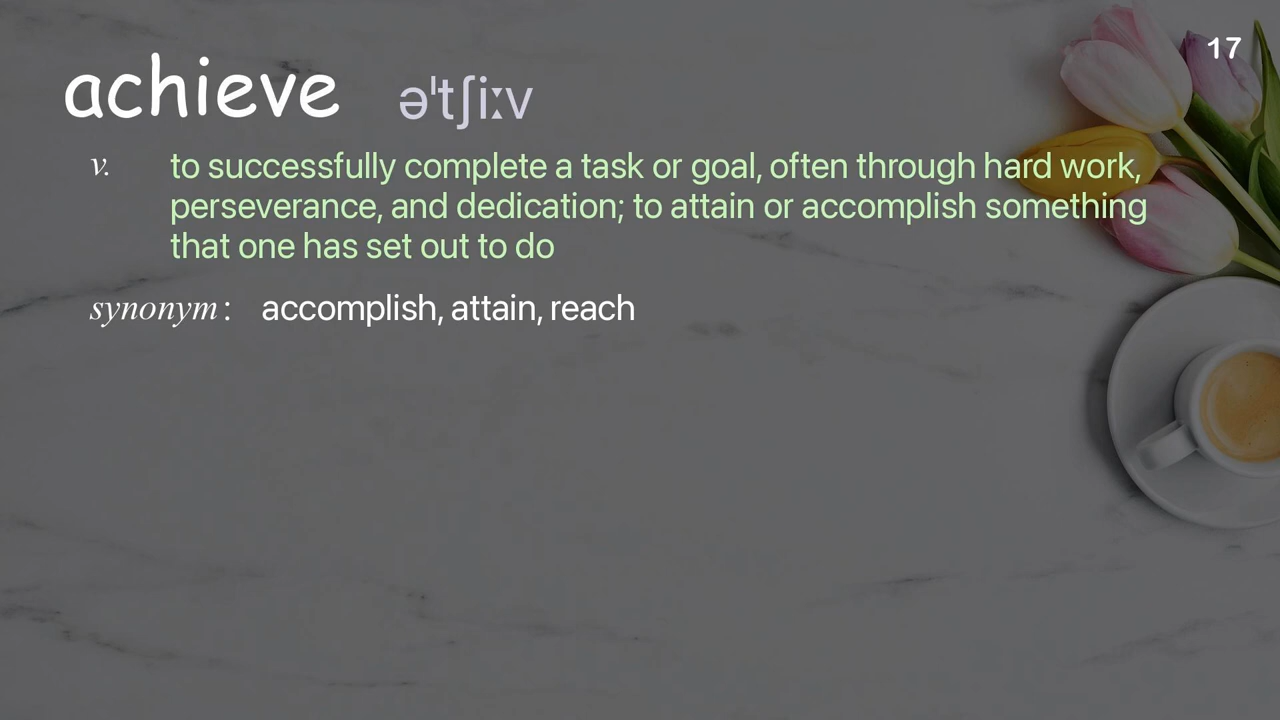 17
achieve əˈtʃiːv
v. to successfully complete a task or goal, often through hard work,
perseverance, and dedication; to attain or accomplish something
that one has set out to do
synonym : accomplish, attain, reach